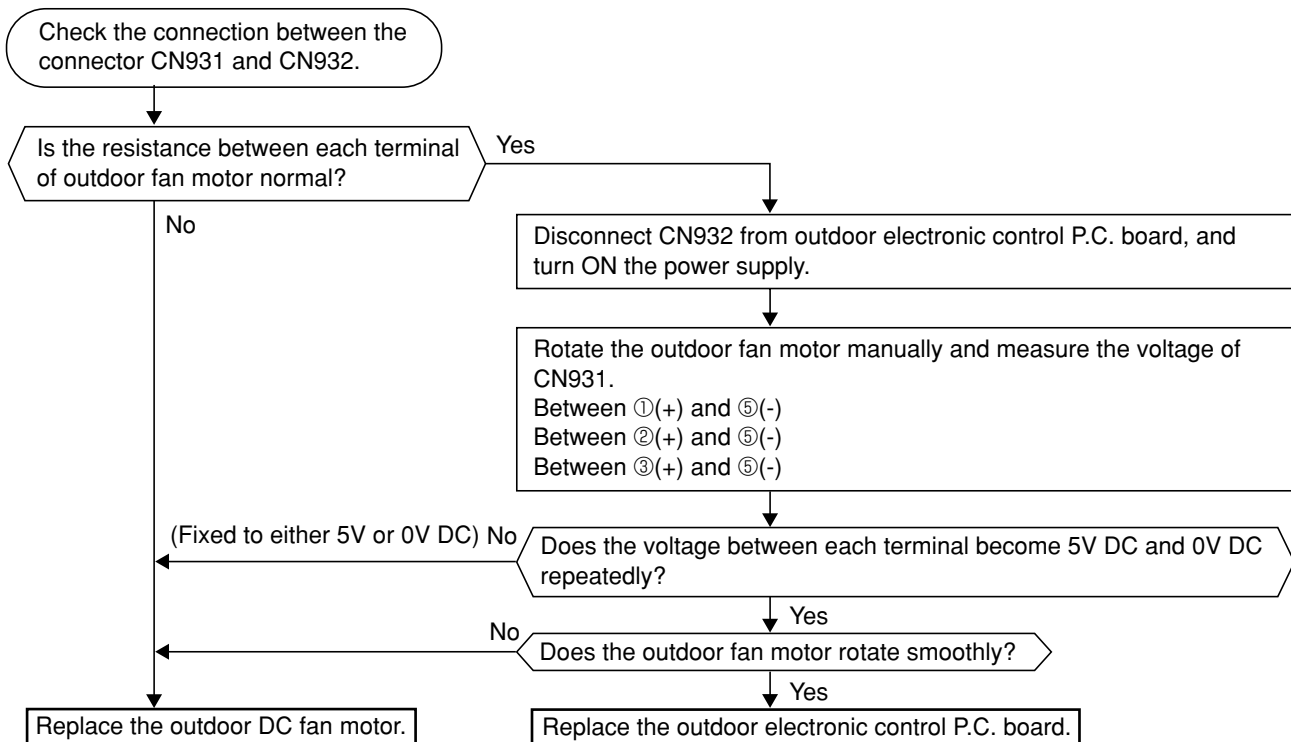 Check the connection between the
connector CN931 and CN932.
Is the resistance between each terminal
of outdoor fan motor normal?
Yes
No
Disconnect CN932 from outdoor electronic control P.C. board, and
turn ON the power supply.
Rotate the outdoor fan motor manually and measure the voltage of
CN931.
Between ①(+) and ⑤(-)
Between ②(+) and ⑤(-)
Between ③(+) and ⑤(-)
(Fixed to either 5V or 0V DC) No
Does the voltage between each terminal become 5V DC and 0V DC
repeatedly?
Yes
No
Does the outdoor fan motor rotate smoothly?
Yes
Replace the outdoor DC fan motor.
Replace the outdoor electronic control P.C. board.